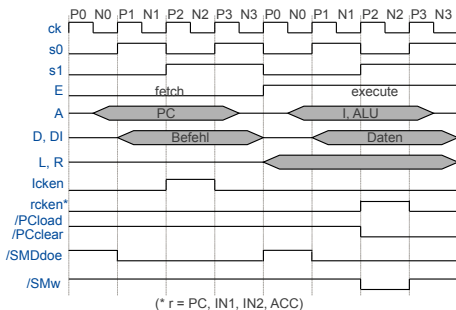 P0 N0 P1 N1 P2 N2 P3 N3 P0 N0 P1 N1 P2 N2 P3 N3
ck
s0
s1
E fetch execute
A PC I, ALU
D, DI Befehl Daten
L, R
Icken
rcken*
/PCload
/PCclear
/SMDdoe
/SMw
(* r = PC, IN1, IN2, ACC)